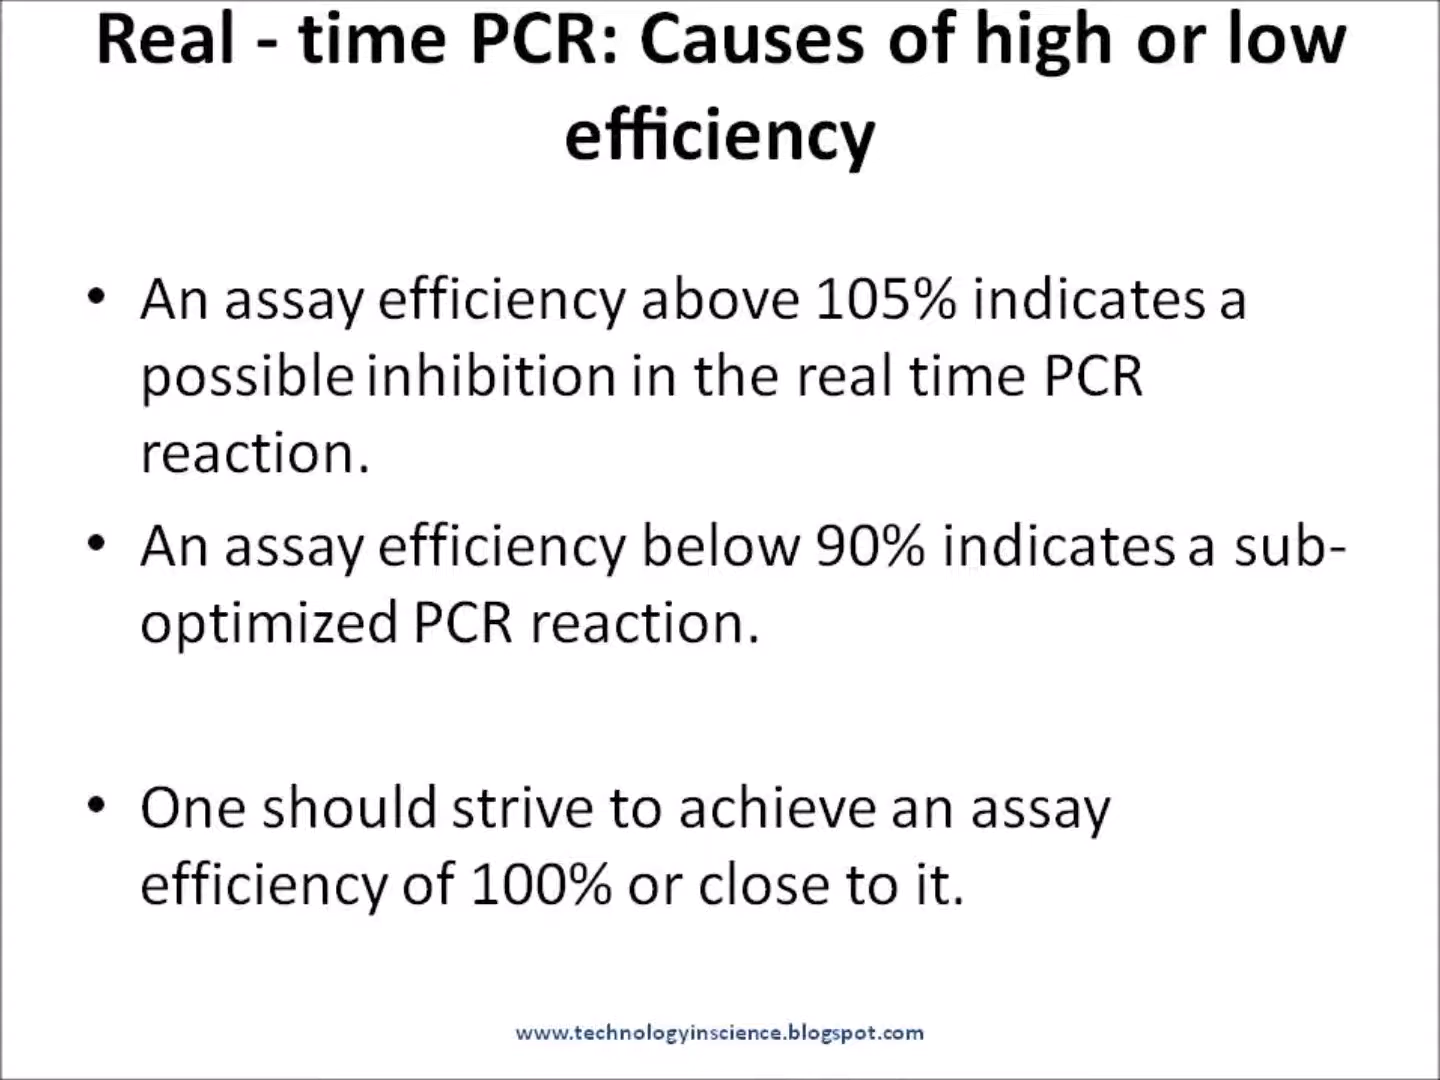 Real - time PCR: Causes of high or low
efficiency
• An assay efficiency above 105% indicates a
possible inhibition in the real time PCR
reaction.
• An assay efficiency below 90% indicates a sub-
optimized PCR reaction.
• One should strive to achieve an assay
efficiency of 100% or close to it.
www.technologyinscience.blogspot.com